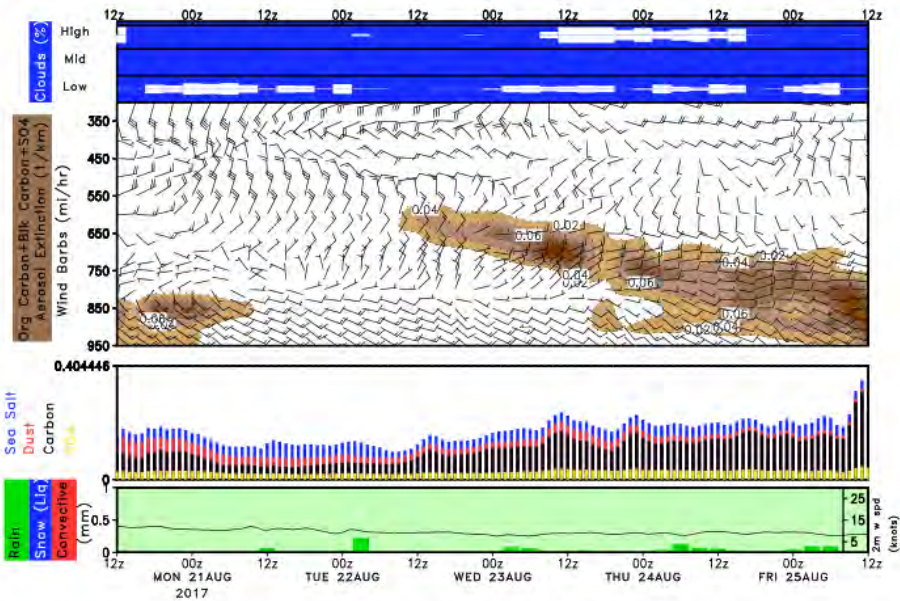 12z 00z 12z 00z 12z 00z 12z 00z 12z 00z 12z
Clouds (%)
High
Mid
Low
Org Carbon+Blk Carbon+SO4
Aerosol Extinction (1/km)
Wind Barbs (mi/hr)
350
450
550
650
750
850
950
0.04
0.02
0.06
0.04
0.02
0.06
0.04
0.02
0.06
0.02 0.04
0.404446
0
Sea Salt
Dust
Carbon
SO4
Rain
Snow (Liq)
Convective
(mm)
1
0.5
0
25
15
5
2m w spd
(knots)
12z 00z 12z 00z 12z 00z 12z 00z 12z 00z 12z
MON 21AUG TUE 22AUG WED 23AUG THU 24AUG FRI 25AUG
2017